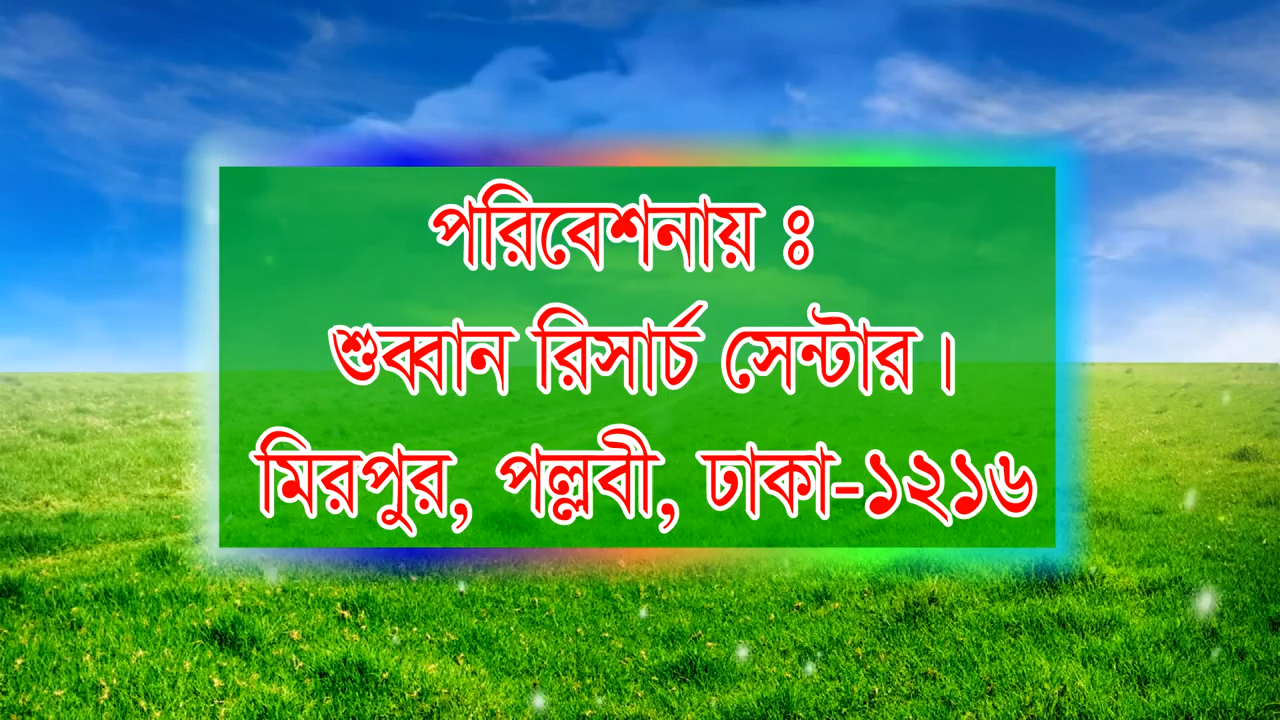 পরিবেশনায় ঃ
শুব্বান রিসার্চ সেন্টার।
মিরপুর, পল্লবী, ঢাকা-১২১৬